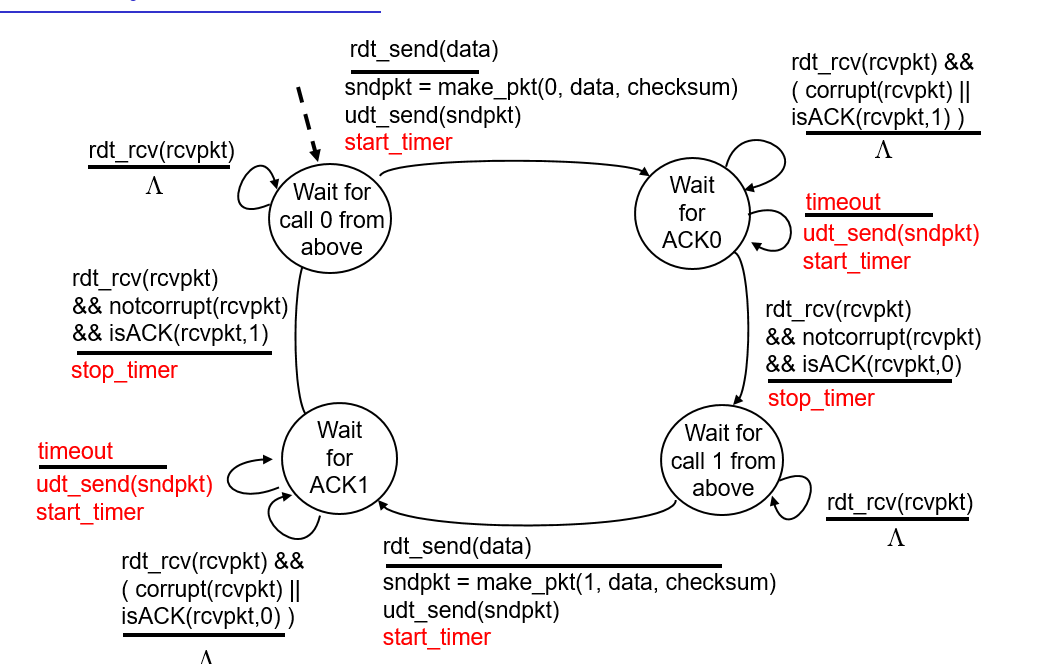 rdt_send(data)
sndpkt = make_pkt(0, data, checksum)
udt_send(sndpkt)
start_timer
rdt_rcv(rcvpkt) &&
( corrupt(rcvpkt) ||
isACK(rcvpkt,1) )
Λ
rdt_rcv(rcvpkt)
Λ
Wait for
call 0 from
above
Wait
for
ACK0
timeout
udt_send(sndpkt)
start_timer
rdt_rcv(rcvpkt)
&& notcorrupt(rcvpkt)
&& isACK(rcvpkt,1)
stop_timer
rdt_rcv(rcvpkt)
&& notcorrupt(rcvpkt)
&& isACK(rcvpkt,0)
stop_timer
Wait
for
ACK1
Wait for
call 1 from
above
timeout
udt_send(sndpkt)
start_timer
rdt_rcv(rcvpkt)
Λ
rdt_rcv(rcvpkt) &&
( corrupt(rcvpkt) ||
isACK(rcvpkt,0) )
Λ
rdt_send(data)
sndpkt = make_pkt(1, data, checksum)
udt_send(sndpkt)
start_timer